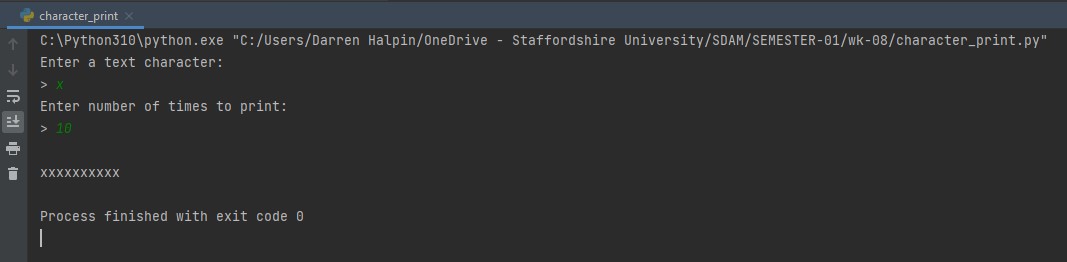 character_print
C:\Python310\python.exe "C:/Users/Darren Halpin/OneDrive - Staffordshire University/SDAM/SEMESTER-01/wk-08/character_print.py"
Enter a text character:
> x
Enter number of times to print:
> 10
xxxxxxxxxx
Process finished with exit code 0